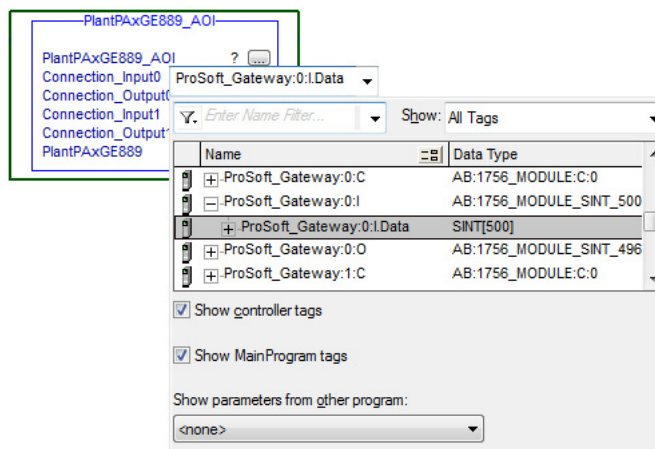 PlantPAxGE889_AOI
PlantPAxGE889_AOI ? ...
Connection_Input0
Connection_Output0
Connection_Input1
Connection_Output1
PlantPAxGE889
ProSoft_Gateway:0:I.Data
Enter Name Filter... Show: All Tags
Name Data Type
ProSoft_Gateway:0:C AB:1756_MODULE:C:0
ProSoft_Gateway:0:I AB:1756_MODULE_SINT_500
ProSoft_Gateway:0:I.Data SINT[500]
ProSoft_Gateway:0:O AB:1756_MODULE_SINT_496
ProSoft_Gateway:1:C AB:1756_MODULE:C:0
Show controller tags
Show MainProgram tags
Show parameters from other program:
<none>